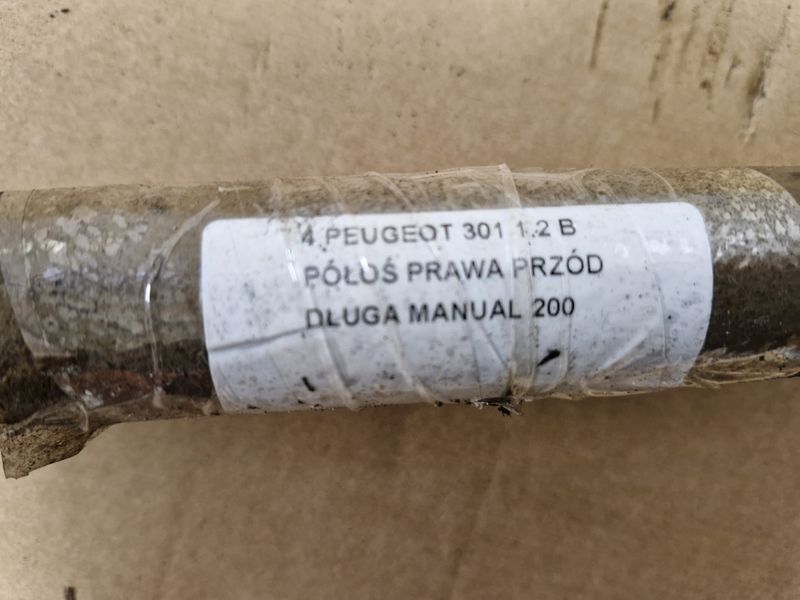 4 PEUGEOT 301 1.2 B
PÓŁOŚ PRAWA PRZÓD
DŁUGA MANUAL 200